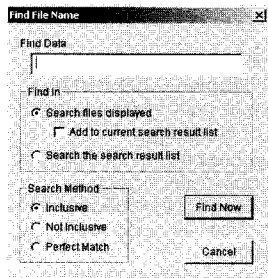 Find File Name
Find Data
Find in
Search files displayed
Add to current search result list
Search the search result list
Search Method
Inclusive
Not Inclusive
Perfect Match
Find Now
Cancel